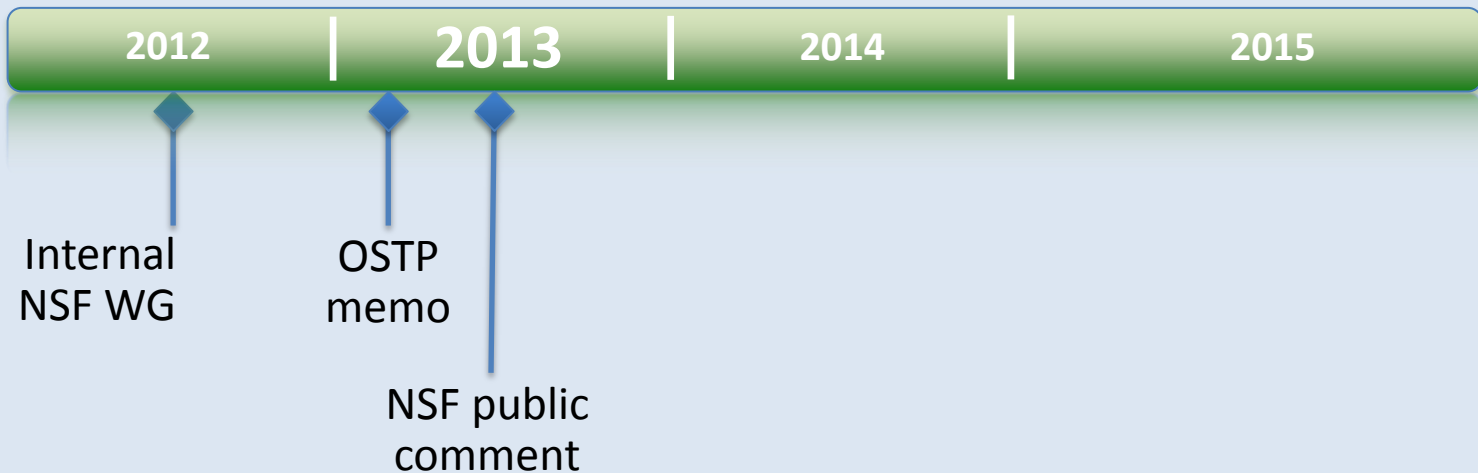 2012
2013
2014
2015
Internal
NSF WG
OSTP
memo
NSF public
comment